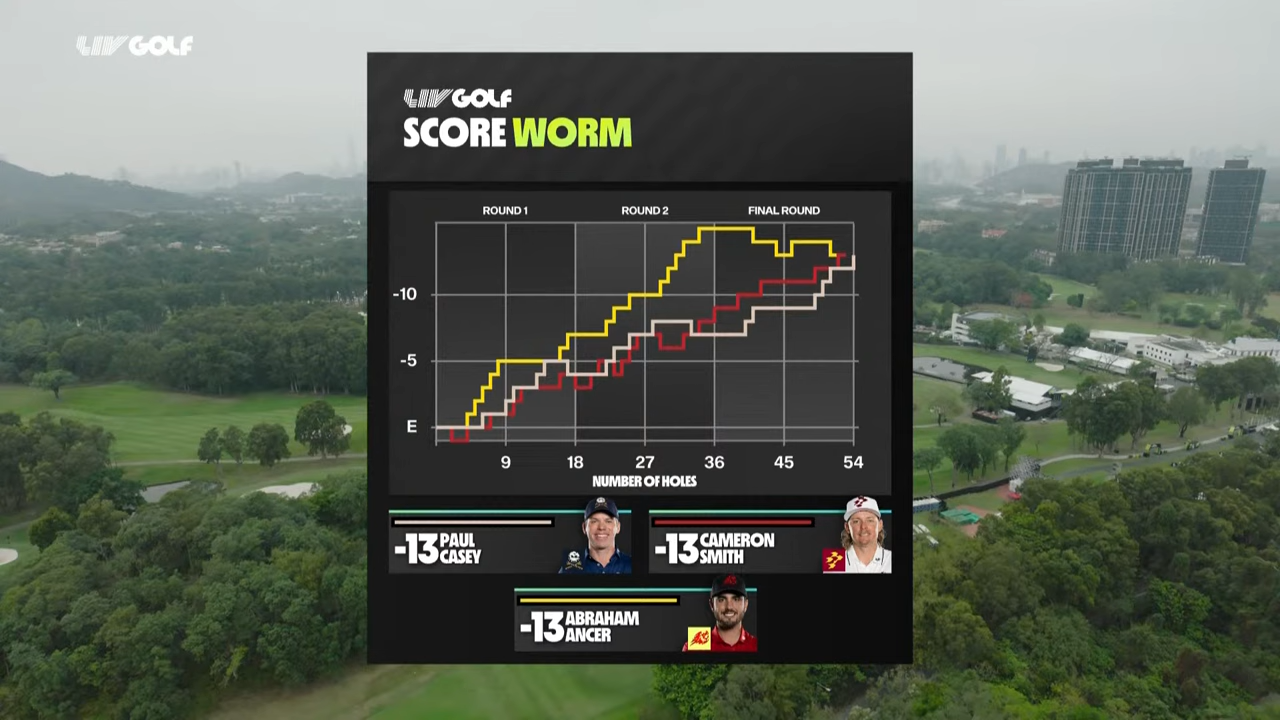 LIV GOLF
LIV GOLF
SCORE WORM
ROUND 1 ROUND 2 FINAL ROUND
-10
-5
E
9 18 27 36 45 54
NUMBER OF HOLES
-13 PAUL CASEY
-13 CAMERON SMITH
-13 ABRAHAM ANCER